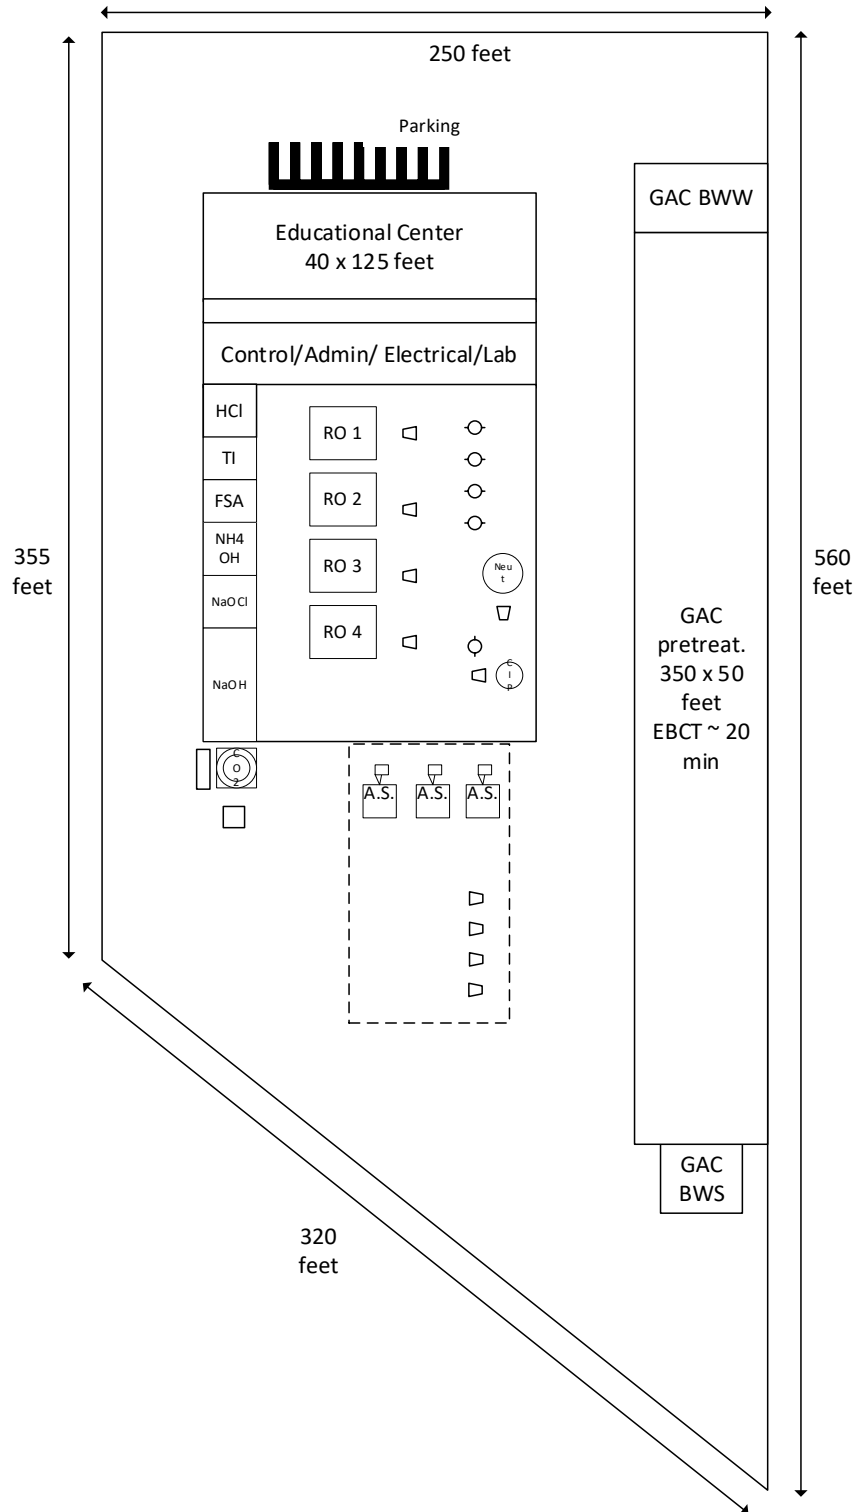 250 feet
Parking
GAC BWW
Educational Center
40 x 125 feet
Control/Admin/ Electrical/Lab
HCl
RO 1
TI
FSA
RO 2
NH4
OH
355
feet
560
feet
RO 3
Neu
t
NaOCl
RO 4
GAC
pretreat.
350 x 50
feet
EBCT ~ 20
min
NaOH
C
I
P
C
O
2
A.S.
A.S.
A.S.
GAC
BWS
320
feet